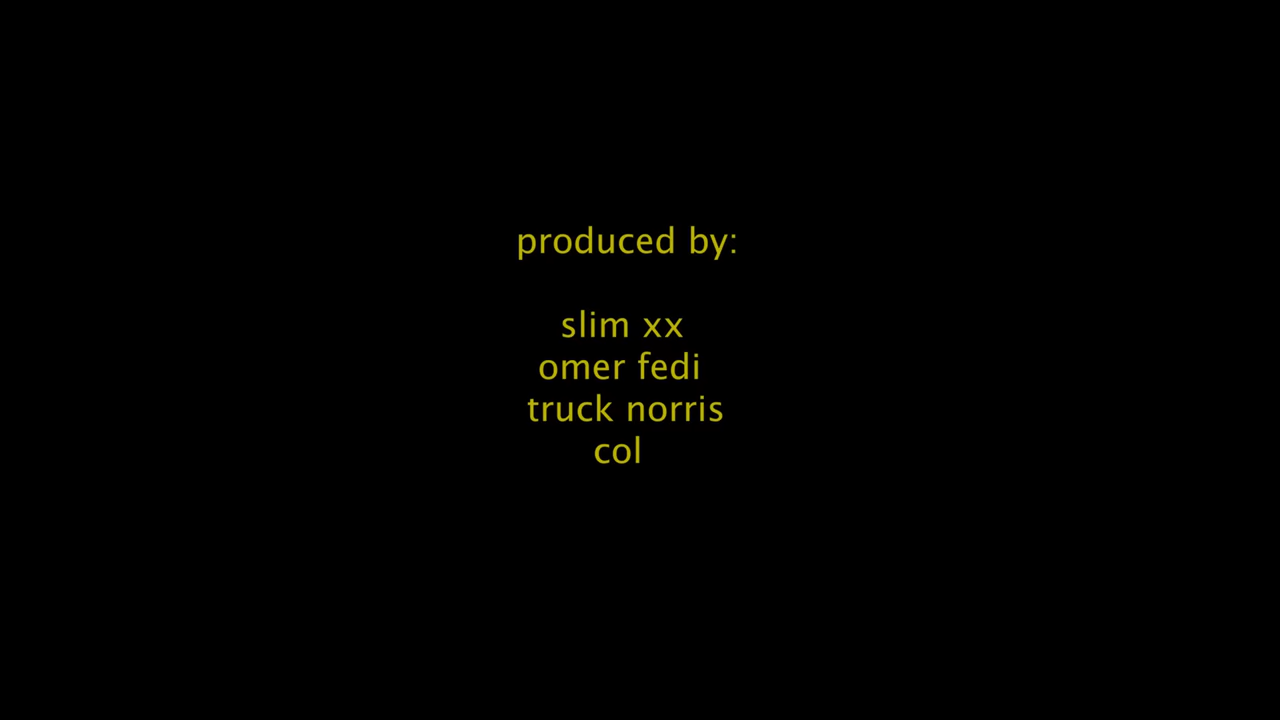 produced by:
slim xx
omer fedi
truck norris
col